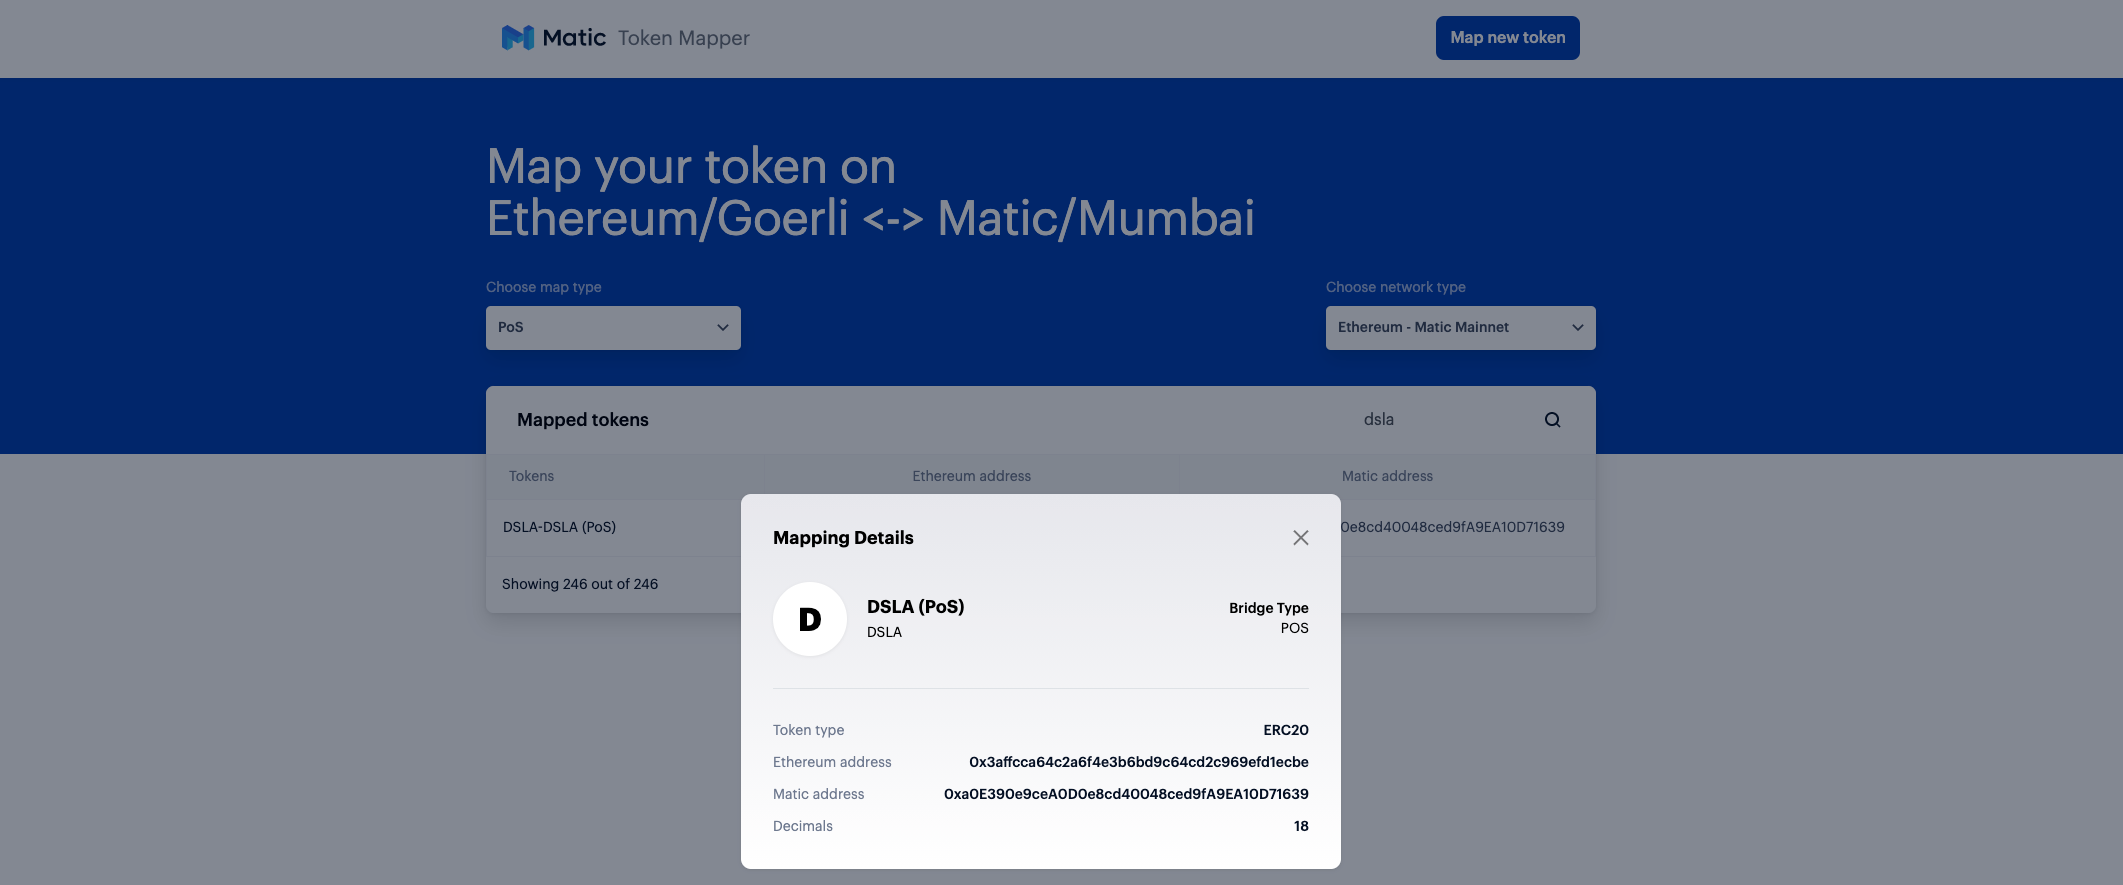 Matic Token Mapper
Map new token
Map your token on
Ethereum/Goerli <-> Matic/Mumbai
Choose map type
Choose network type
PoS
Ethereum - Matic Mainnet
Mapped tokens
dsla
Tokens
Ethereum address
Matic address
DSLA-DSLA (PoS)
0e8cd40048ced9fA9EA10D71639
Showing 246 out of 246
Mapping Details
D
DSLA (PoS)
DSLA
Bridge Type
POS
Token type
ERC20
Ethereum address
0x3affcca64c2a6f4e3b6bd9c64cd2c969efd1ecbe
Matic address
0xa0E390e9ceA0D0e8cd40048ced9fA9EA10D71639
Decimals
18